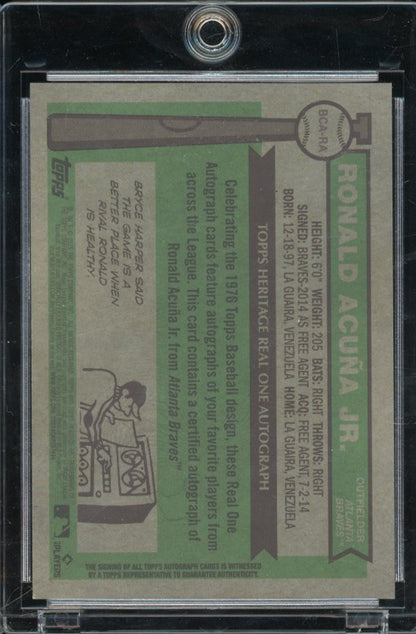 BCA-RA
RONALD ACUÑA JR.
OUTFIELDER
ATLANTA
BRAVES™
HEIGHT: 6'0" WEIGHT: 205 BATS: RIGHT THROWS: RIGHT
SIGNED: BRAVES-2014 AS FREE AGENT ACQ: FREE AGENT, 7-2-14
BORN: 12-18-97, LA GUAIRA, VENEZUELA HOME: LA GUAIRA, VENEZUELA
TOPPS HERITAGE REAL ONE AUTOGRAPH
Celebrating the 1976 Topps Baseball design, these Real One
Autograph cards feature autographs of your favorite players from
across the League. This card contains a certified autograph of
Ronald Acuña Jr. from Atlanta Braves™
BRYCE HARPER SAID
THE GAME IS A
BETTER PLACE WHEN
RIVAL RONALD
IS HEALTHY.
THE SIGNING OF ALL TOPPS AUTOGRAPH CARDS IS WITNESSED
BY A TOPPS REPRESENTATIVE TO GUARANTEE AUTHENTICITY.
topps
PLAYERS